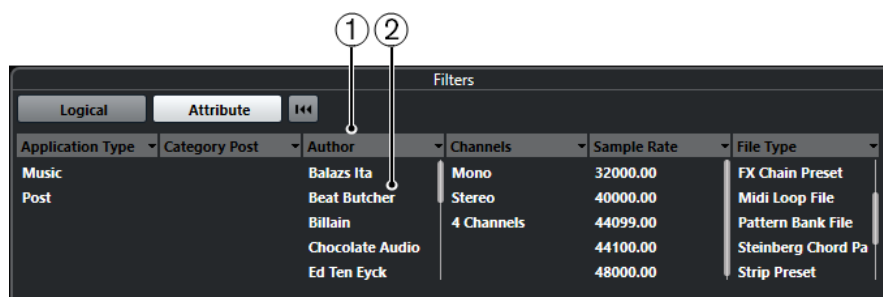 1 2
Filters
Logical Attribute
Application Type Category Post Author Channels Sample Rate File Type
Music Balazs Ita Mono 32000.00 FX Chain Preset
Post Beat Butcher Stereo 40000.00 Midi Loop File
Billain 4 Channels 44099.00 Pattern Bank File
Chocolate Audio 44100.00 Steinberg Chord Pa
Ed Ten Eyck 48000.00 Strip Preset